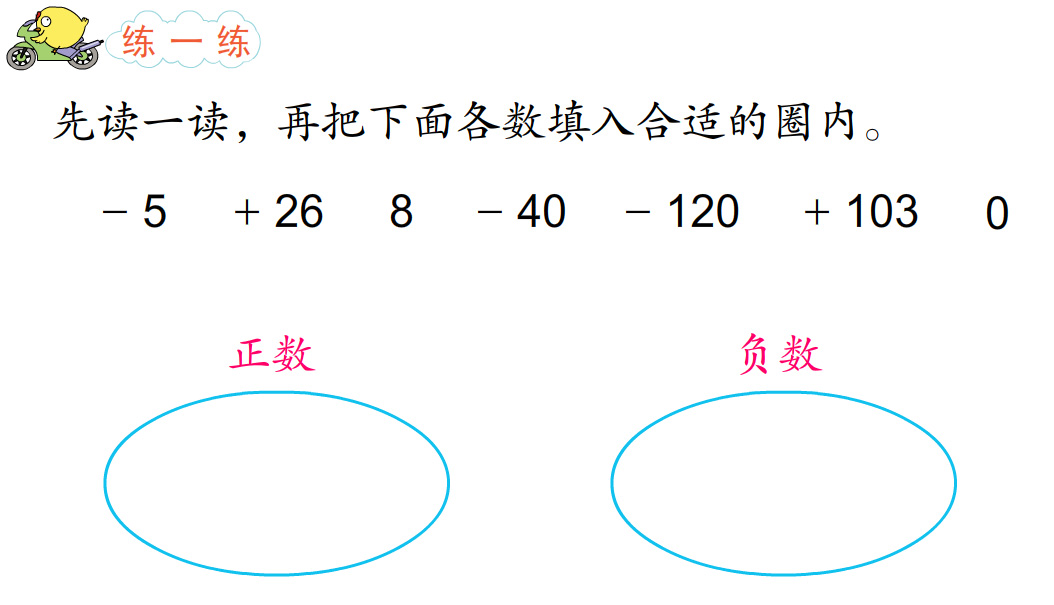 练一练
先读一读，再把下面各数填入合适的圈内。
－5 ＋26 8 －40 －120 ＋103 0
正数 负数